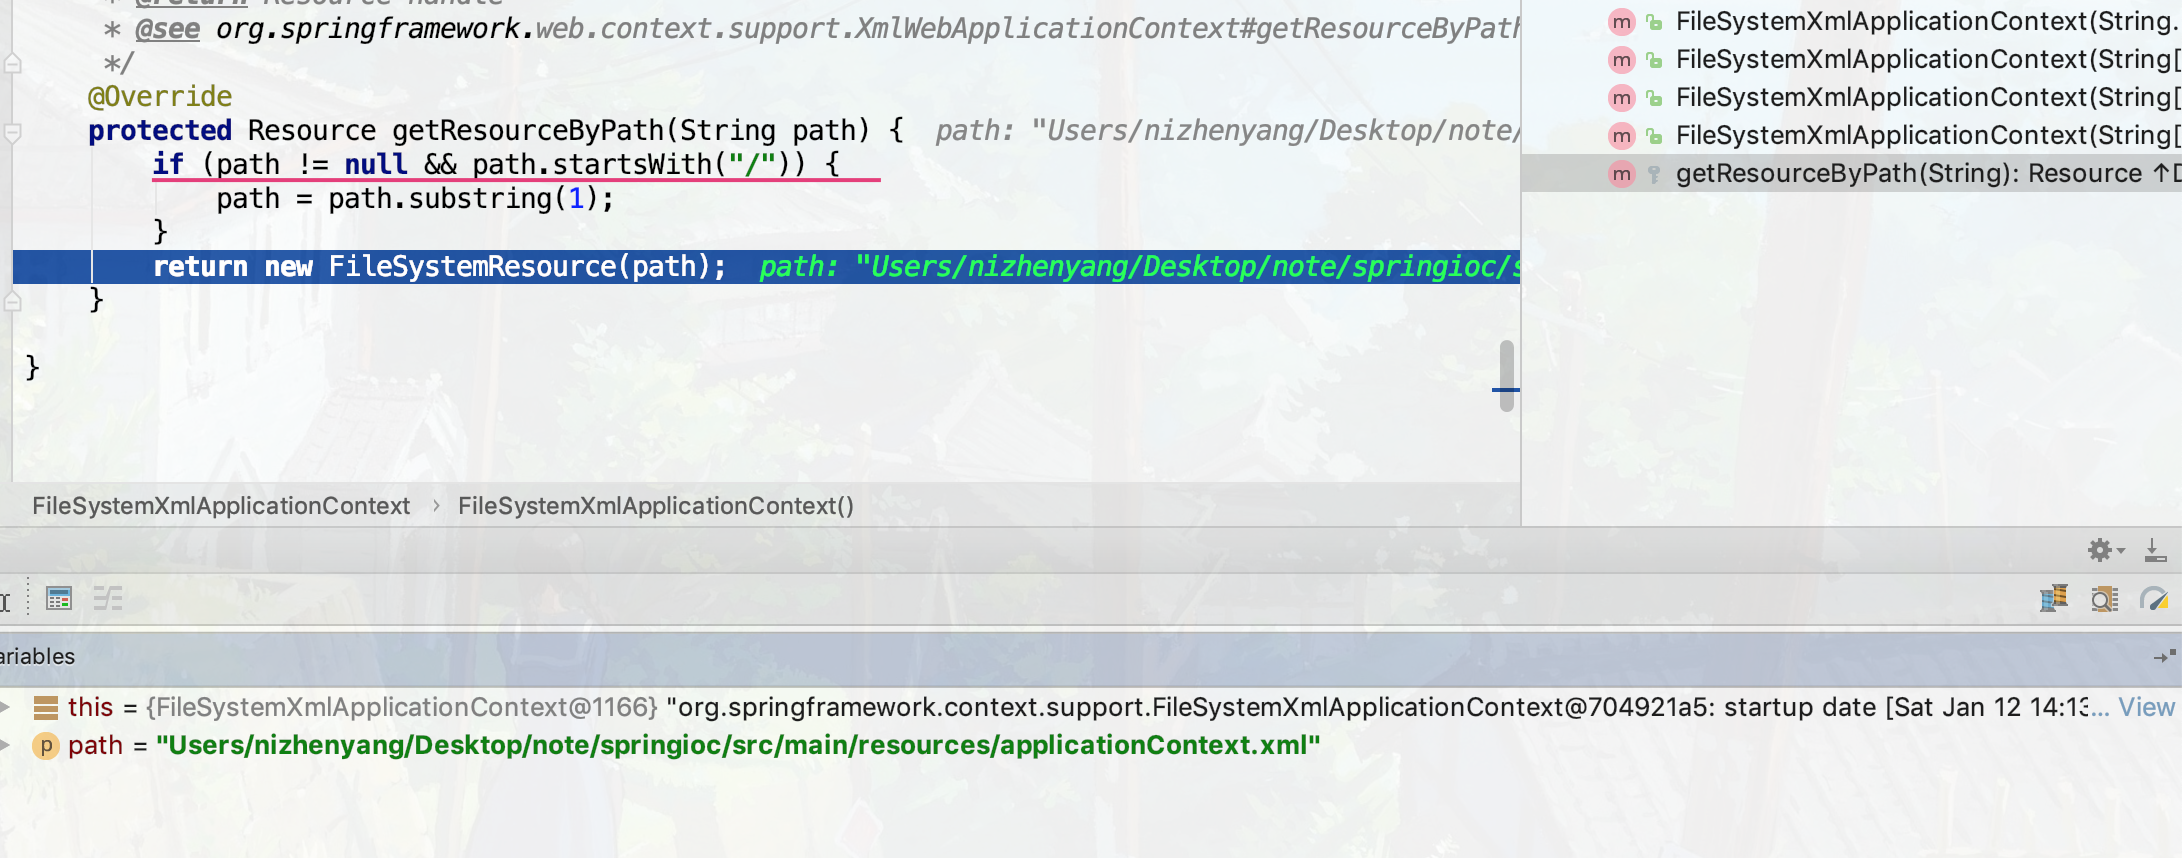 * @return Resource handle
* @see org.springframework.web.context.support.XmlWebApplicationContext#getResourceByPath
*/
@Override
protected Resource getResourceByPath(String path) {  path: "Users/nizhenyang/Desktop/note/
if (path != null && path.startsWith("/")) {
path = path.substring(1);
}
return new FileSystemResource(path);  path: "Users/nizhenyang/Desktop/note/springioc/s
}
}
m FileSystemXmlApplicationContext(String.
m FileSystemXmlApplicationContext(String[
m FileSystemXmlApplicationContext(String[
m FileSystemXmlApplicationContext(String[
m getResourceByPath(String): Resource ↑
FileSystemXmlApplicationContext › FileSystemXmlApplicationContext()
ariables
this = {FileSystemXmlApplicationContext@1166} "org.springframework.context.support.FileSystemXmlApplicationContext@704921a5: startup date [Sat Jan 12 14:13... View
p path = "Users/nizhenyang/Desktop/note/springioc/src/main/resources/applicationContext.xml"